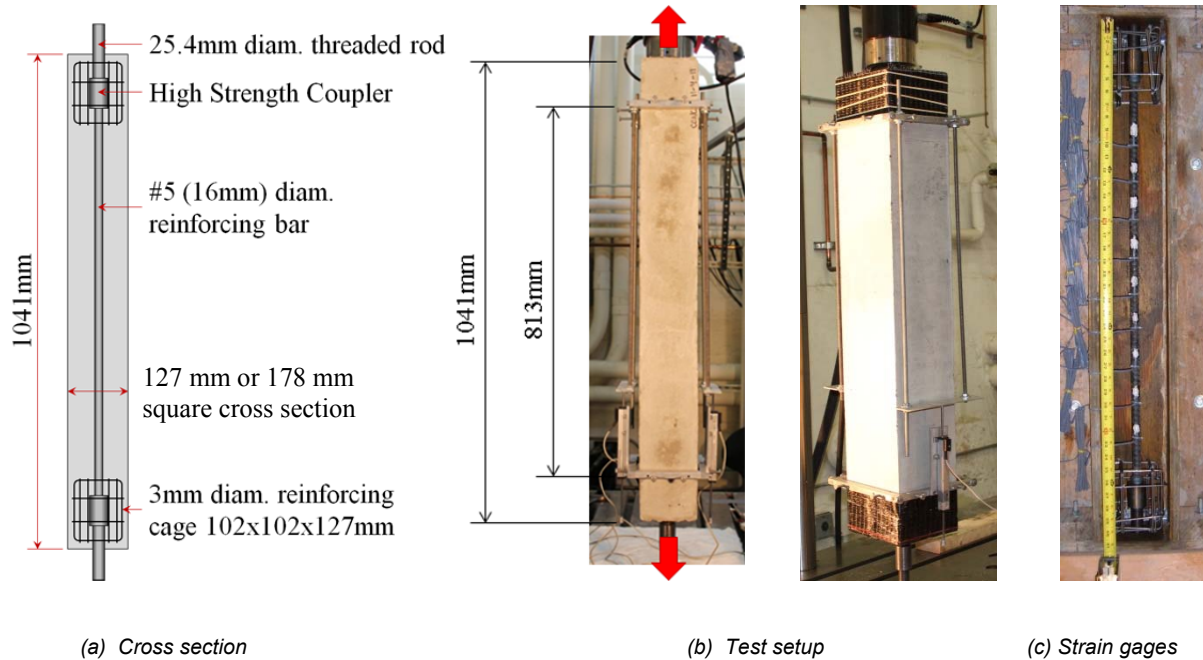 25.4mm diam. threaded rod
High Strength Coupler
#5 (16mm) diam.
reinforcing bar
1041mm
127 mm or 178 mm
square cross section
3mm diam. reinforcing
cage 102x102x127mm
1041mm
813mm
(a) Cross section
(b) Test setup
(c) Strain gages